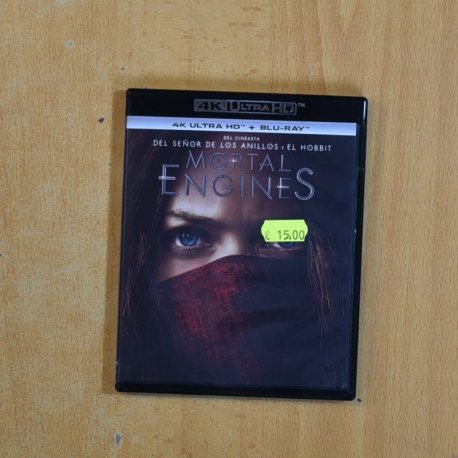 4K ULTRA HD™
4K ULTRA HD™ + BLU-RAY™
DEL CINEASTA
DEL SEÑOR DE LOS ANILLOS Y EL HOBBIT
MORTAL
ENGINES
€ 15,00